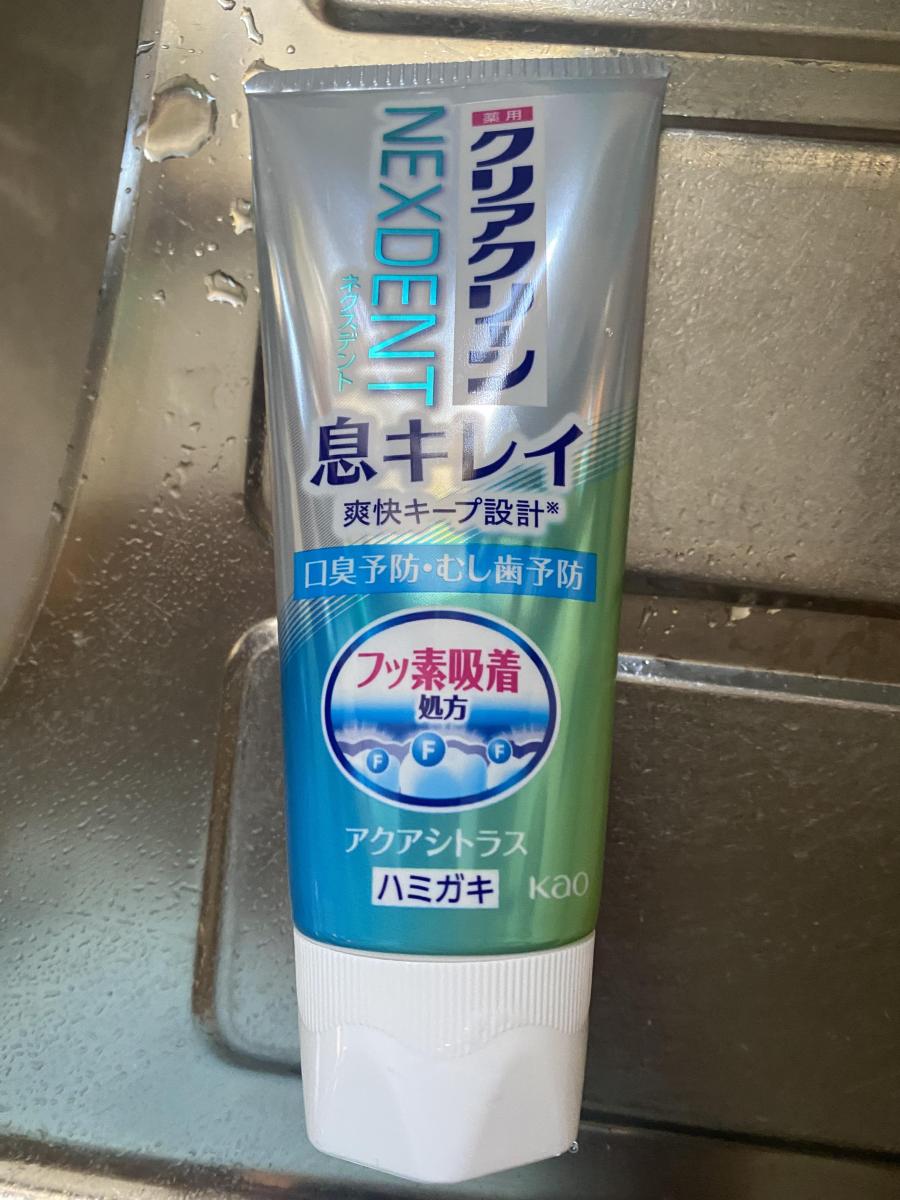 薬用
クリアクリーン
NEXDENT
ネクスデント
息キレイ
爽快キープ設計※
口臭予防・むし歯予防
フッ素吸着
処方
F F F
アクアシトラス
ハミガキ
Kao